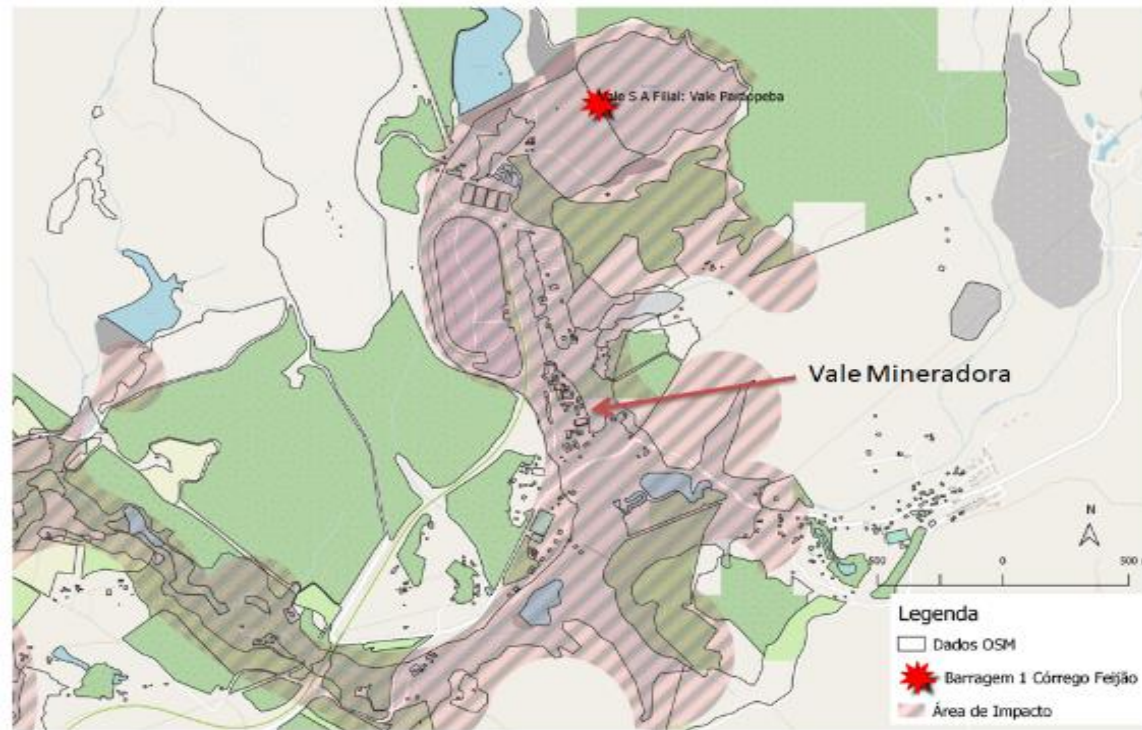 Vale S A Filial: Vale Paraopeba
Vale Mineradora
N
500
0
500
Legenda
Dados OSM
Barragem 1 Córrego Feijão
Área de Impacto